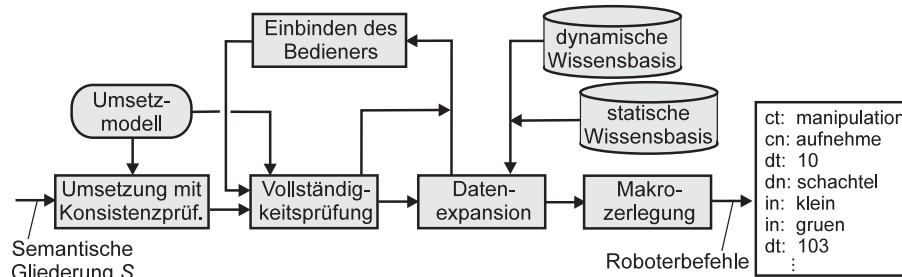 Einbinden des
Bedieners
dynamische
Wissensbasis
Umsetz-
modell
statische
Wissensbasis
Umsetzung mit
Konsistenzprüf.
Vollständig-
keitsprüfung
Daten-
expansion
Makro-
zerlegung
Semantische
Gliederung S
Roboterbefehle
ct: manipulation
cn: aufnehme
dt: 10
dn: schachtel
in: klein
in: gruen
dt: 103
⋮